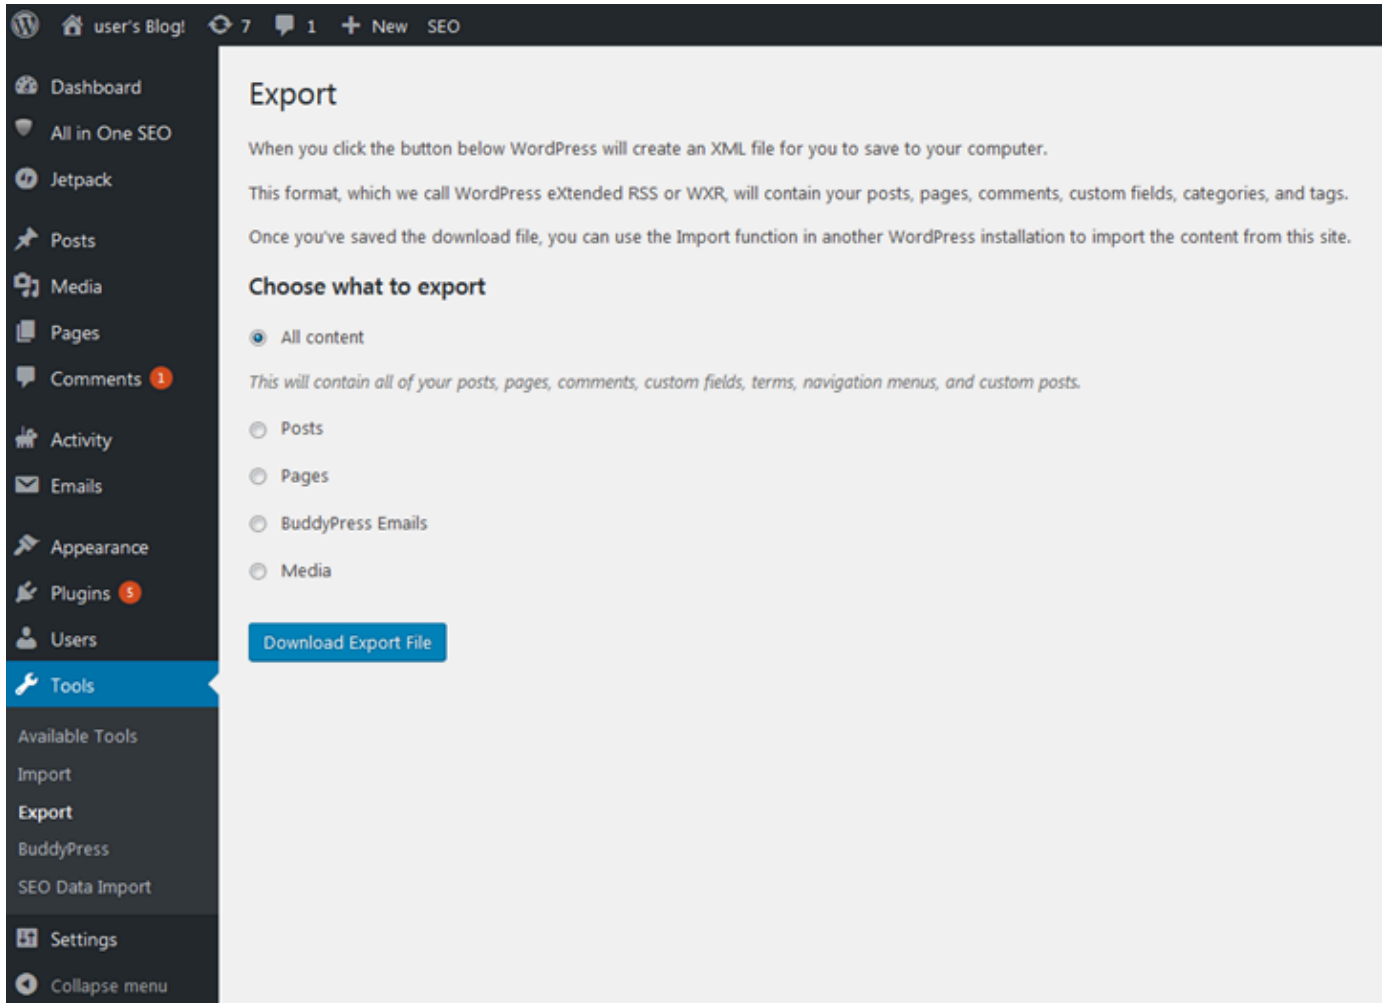 user's Blog! 7 1 New SEO
Dashboard
All in One SEO
Jetpack
Posts
Media
Pages
Comments 1
Activity
Emails
Appearance
Plugins 5
Users
Tools
Available Tools
Import
Export
BuddyPress
SEO Data Import
Settings
Collapse menu
Export
When you click the button below WordPress will create an XML file for you to save to your computer.
This format, which we call WordPress eXtended RSS or WXR, will contain your posts, pages, comments, custom fields, categories, and tags.
Once you've saved the download file, you can use the Import function in another WordPress installation to import the content from this site.
Choose what to export
All content
This will contain all of your posts, pages, comments, custom fields, terms, navigation menus, and custom posts.
Posts
Pages
BuddyPress Emails
Media
Download Export File